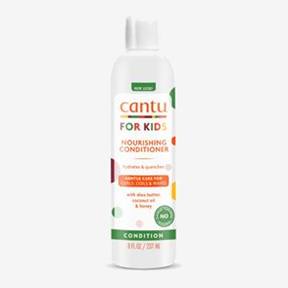 NEW LOOK!
cantu
FOR KIDS
NOURISHING
CONDITIONER
hydrates & quenches
GENTLE CARE FOR
CURLS, COILS & WAVES
with shea butter,
coconut oil
& honey
NO
CONDITION
8 FL OZ / 237 ML